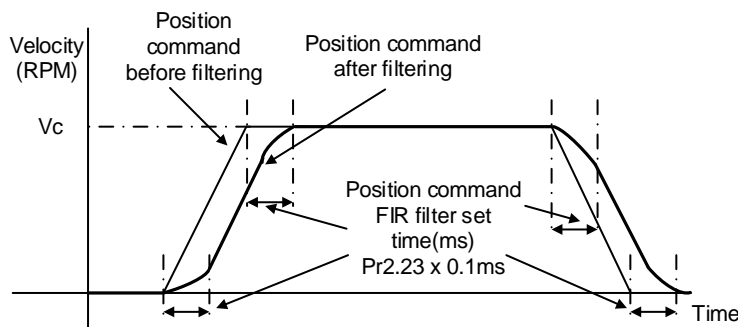 Velocity
(RPM)
Position
command
before filtering
Position command
after filtering
Vc
Position command
FIR filter set
time(ms)
Pr2.23 x 0.1ms
Time